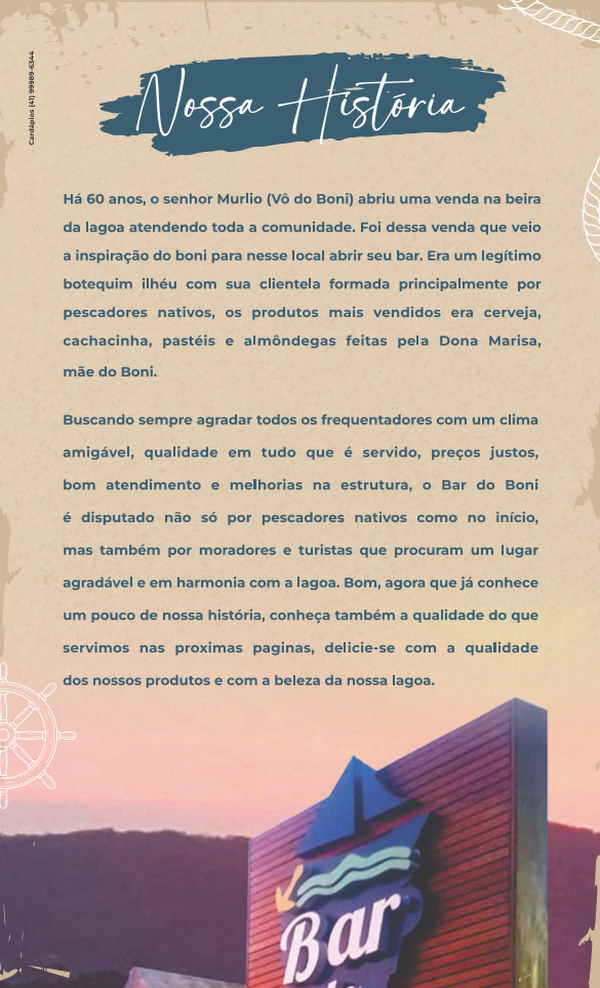 Cardápios (41) 99989-6344
Nossa História
Há 60 anos, o senhor Murlio (Vô do Boni) abriu uma venda na beira
da lagoa atendendo toda a comunidade. Foi dessa venda que veio
a inspiração do boni para nesse local abrir seu bar. Era um legítimo
botequim ilhéu com sua clientela formada principalmente por
pescadores nativos, os produtos mais vendidos era cerveja,
cachacinha, pastéis e almôndegas feitas pela Dona Marisa,
mãe do Boni.
Buscando sempre agradar todos os frequentadores com um clima
amigável, qualidade em tudo que é servido, preços justos,
bom atendimento e melhorias na estrutura, o Bar do Boni
é disputado não só por pescadores nativos como no início,
mas também por moradores e turistas que procuram um lugar
agradável e em harmonia com a lagoa. Bom, agora que já conhece
um pouco de nossa história, conheça também a qualidade do que
servimos nas proximas paginas, delicie-se com a qualidade
dos nossos produtos e com a beleza da nossa lagoa.
Bar